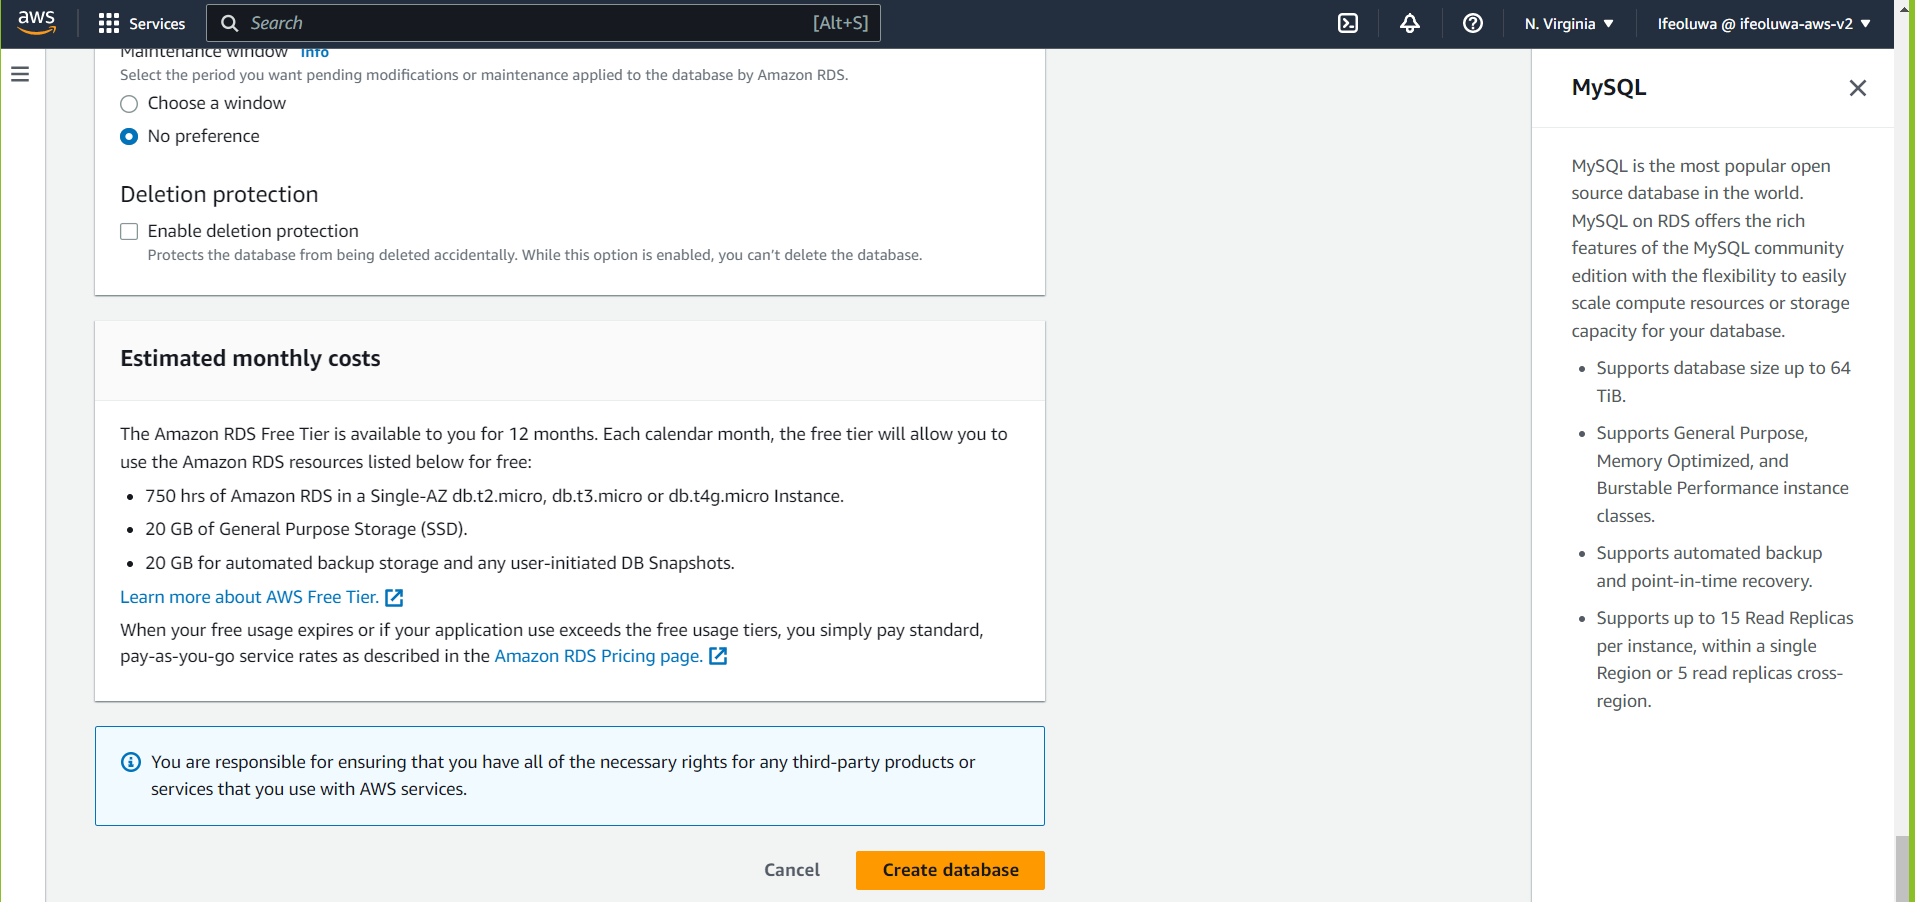 aws
Services
Search
[Alt+S]
N. Virginia
Ifeoluwa @ ifeoluwa-aws-v2
Maintenance window Info
Select the period you want pending modifications or maintenance applied to the database by Amazon RDS.
Choose a window
No preference
Deletion protection
Enable deletion protection
Protects the database from being deleted accidentally. While this option is enabled, you can't delete the database.
Estimated monthly costs
The Amazon RDS Free Tier is available to you for 12 months. Each calendar month, the free tier will allow you to
use the Amazon RDS resources listed below for free:
750 hrs of Amazon RDS in a Single-AZ db.t2.micro, db.t3.micro or db.t4g.micro Instance.
20 GB of General Purpose Storage (SSD).
20 GB for automated backup storage and any user-initiated DB Snapshots.
Learn more about AWS Free Tier.
When your free usage expires or if your application use exceeds the free usage tiers, you simply pay standard,
pay-as-you-go service rates as described in the Amazon RDS Pricing page.
You are responsible for ensuring that you have all of the necessary rights for any third-party products or
services that you use with AWS services.
Cancel
Create database
MySQL
MySQL is the most popular open
source database in the world.
MySQL on RDS offers the rich
features of the MySQL community
edition with the flexibility to easily
scale compute resources or storage
capacity for your database.
Supports database size up to 64
TiB.
Supports General Purpose,
Memory Optimized, and
Burstable Performance instance
classes.
Supports automated backup
and point-in-time recovery.
Supports up to 15 Read Replicas
per instance, within a single
Region or 5 read replicas cross-
region.